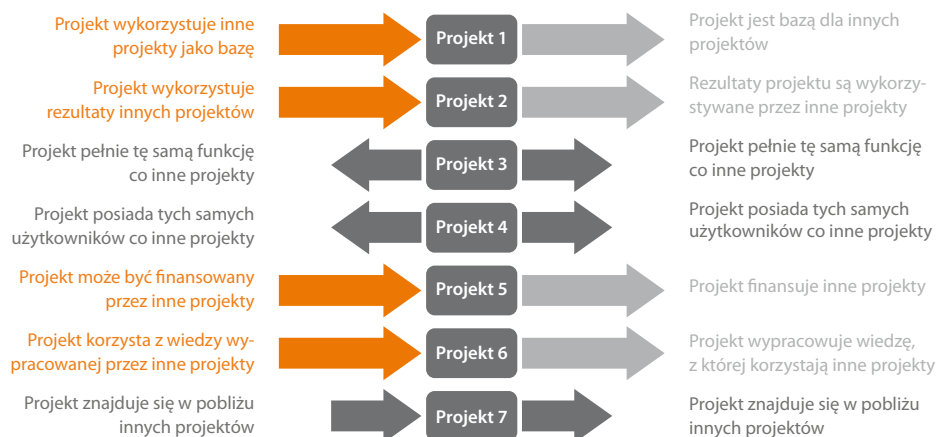 Projekt wykorzystuje inne
projekty jako bazę
Projekt 1
Projekt jest bazą dla innych
projektów
Projekt wykorzystuje
rezultaty innych projektów
Projekt 2
Rezultaty projektu są wykorzy-
stywane przez inne projekty
Projekt pełnie tę samą funkcję
co inne projekty
Projekt 3
Projekt pełnie tę samą funkcję
co inne projekty
Projekt posiada tych samych
użytkowników co inne projekty
Projekt 4
Projekt posiada tych samych
użytkowników co inne projekty
Projekt może być finansowany
przez inne projekty
Projekt 5
Projekt finansuje inne projekty
Projekt korzysta z wiedzy wy-
pracowanej przez inne projekty
Projekt 6
Projekt wypracowuje wiedzę,
z której korzystają inne projekty
Projekt znajduje się w pobliżu
innych projektów
Projekt 7
Projekt znajduje się w pobliżu
innych projektów